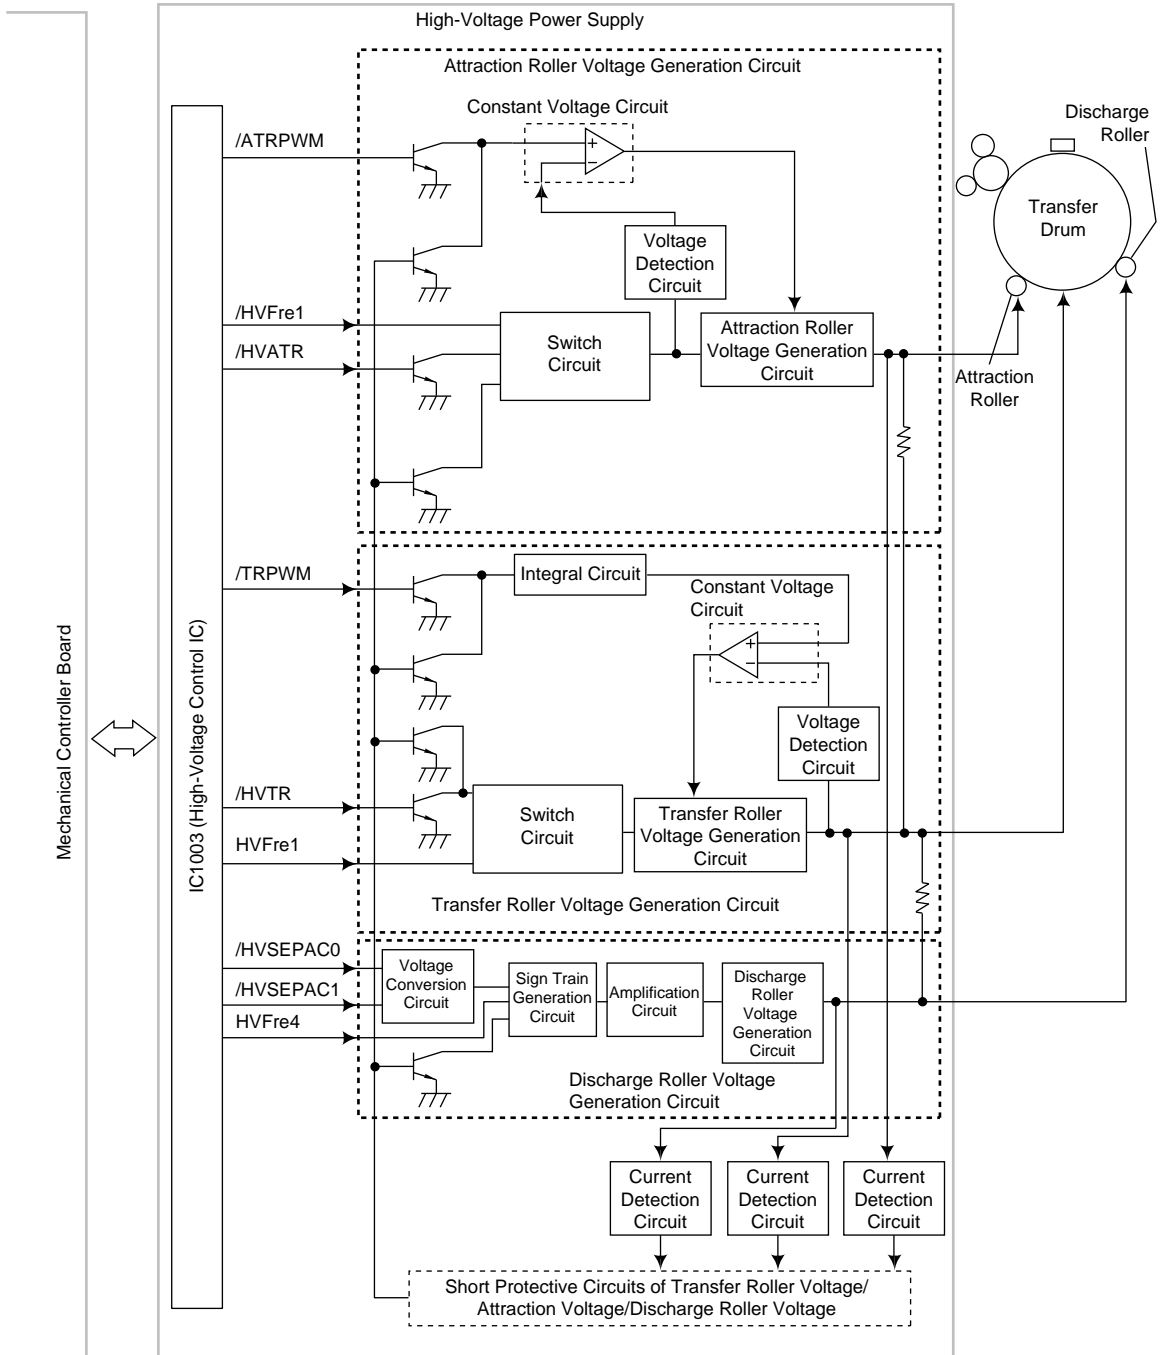 High-Voltage Power Supply
Attraction Roller Voltage Generation Circuit
Constant Voltage Circuit
Discharge
Roller
/ATRPWM
+
−
Transfer
Drum
Voltage
Detection
Circuit
/HVFre1
/HVATR
Switch
Circuit
Attraction Roller
Voltage Generation
Circuit
Attraction
Roller
/TRPWM
Integral Circuit
Constant Voltage
Circuit
+
−
Mechanical Controller Board
IC1003 (High-Voltage Control IC)
Voltage
Detection
Circuit
/HVTR
HVFre1
Switch
Circuit
Transfer Roller
Voltage Generation
Circuit
Transfer Roller Voltage Generation Circuit
/HVSEPAC0
/HVSEPAC1
HVFre4
Voltage
Conversion
Circuit
Sign Train
Generation
Circuit
Amplification
Circuit
Discharge
Roller
Voltage
Generation
Circuit
Discharge Roller Voltage
Generation Circuit
Current
Detection
Circuit
Current
Detection
Circuit
Current
Detection
Circuit
Short Protective Circuits of Transfer Roller Voltage/
Attraction Voltage/Discharge Roller Voltage